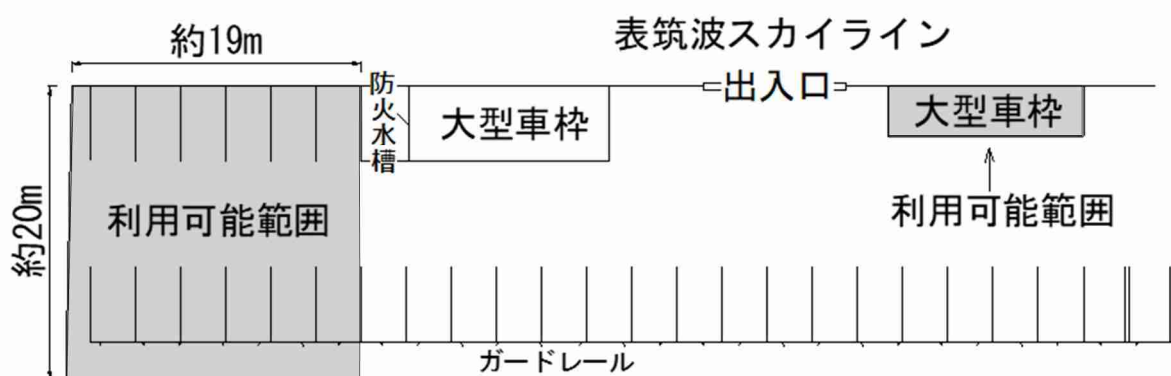 約19m
表筑波スカイライン
防火水槽
大型車枠
出入口
大型車枠
利用可能範囲
利用可能範囲
約20m
ガードレール